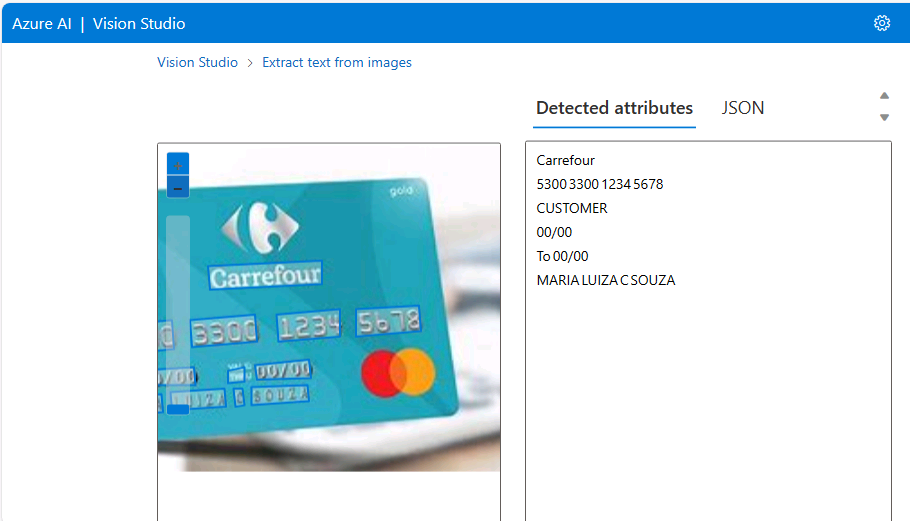 Azure AI | Vision Studio
Vision Studio > Extract text from images
Detected attributes JSON
+
−
gold
Carrefour
0 3300 1234 5678
0/00 00/00
LUIZA C SOUZA
Carrefour
5300 3300 1234 5678
CUSTOMER
00/00
To 00/00
MARIA LUIZA C SOUZA